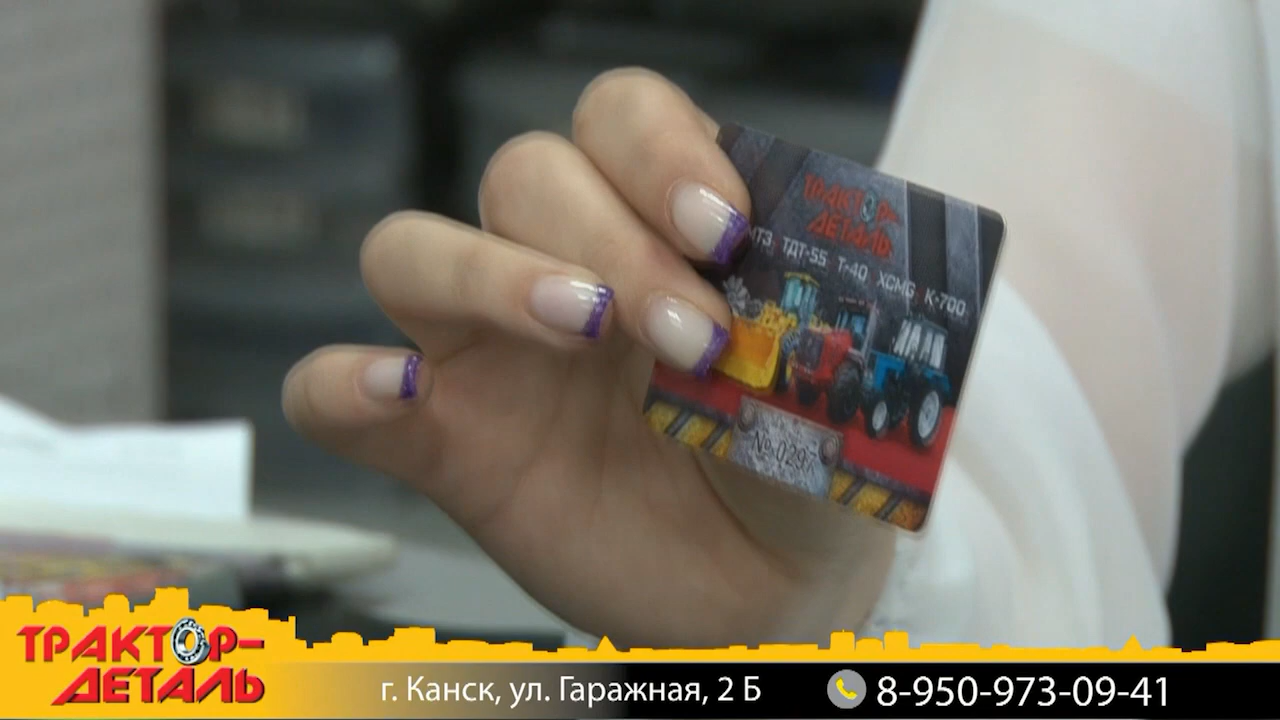 ТРАКТОР-
ДЕТАЛЬ
МТЗ, ТДТ-55 Т-40 XCMG, К-700
№ 0297
ТРАКТОР-
ДЕТАЛЬ
г. Канск, ул. Гаражная, 2 Б
8-950-973-09-41